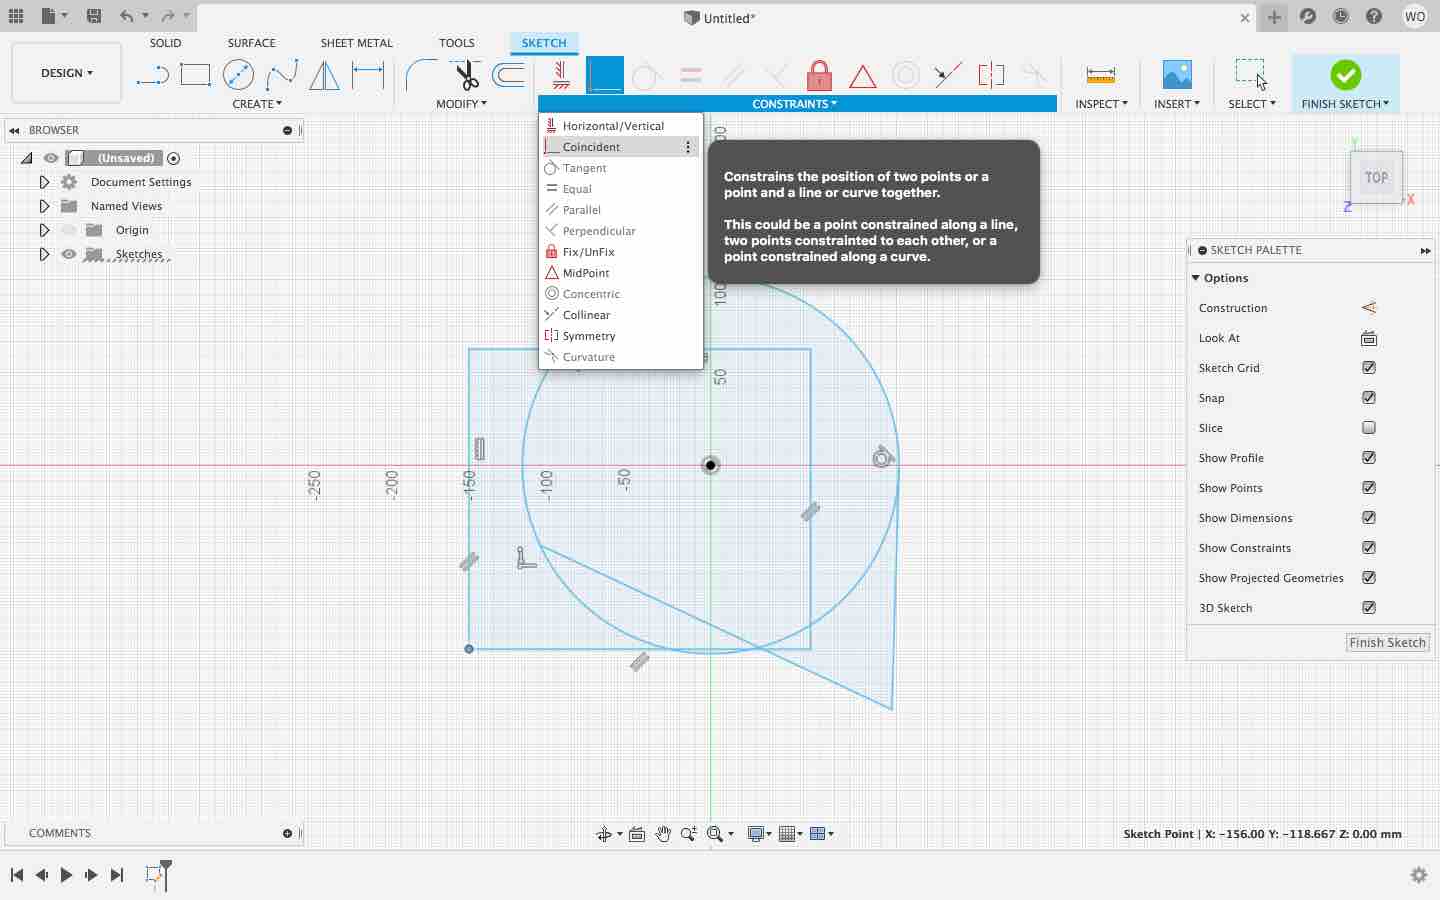 Untitled*
WO
SOLID
SURFACE
SHEET METAL
TOOLS
SKETCH
DESIGN
CREATE
MODIFY
CONSTRAINTS
INSPECT
INSERT
SELECT
FINISH SKETCH
BROWSER
(Unsaved)
Document Settings
Named Views
Origin
Sketches
Horizontal/Vertical
Coincident
Tangent
Equal
Parallel
Perpendicular
Fix/UnFix
MidPoint
Concentric
Collinear
Symmetry
Curvature
Constrains the position of two points or a
point and a line or curve together.
This could be a point constrained along a line,
two points constrainted to each other, or a
point constrained along a curve.
TOP
Y
X
Z
100
50
-250
-200
-150
-100
-50
SKETCH PALETTE
Options
Construction
Look At
Sketch Grid
Snap
Slice
Show Profile
Show Points
Show Dimensions
Show Constraints
Show Projected Geometries
3D Sketch
Finish Sketch
COMMENTS
Sketch Point | X: -156.00 Y: -118.667 Z: 0.00 mm